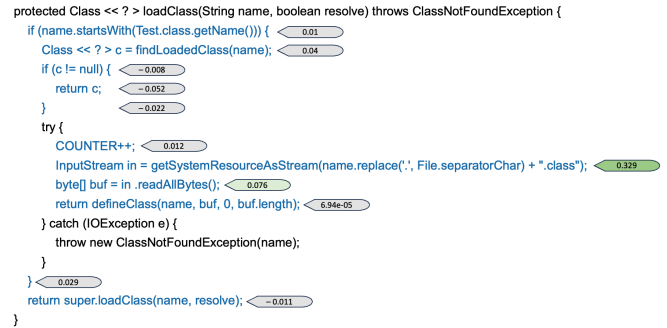 protected Class << ? > loadClass(String name, boolean resolve) throws ClassNotFoundException {
if (name.startsWith(Test.class.getName())) { 0.01
Class << ? > c = findLoadedClass(name); 0.04
if (c != null) { – 0.008
return c; – 0.052
} – 0.022
try {
COUNTER++; 0.012
InputStream in = getSystemResourceAsStream(name.replace('.', File.separatorChar) + ".class"); 0.329
byte[] buf = in .readAllBytes(); 0.076
return defineClass(name, buf, 0, buf.length); 6.94e-05
} catch (IOException e) {
throw new ClassNotFoundException(name);
}
} 0.029
return super.loadClass(name, resolve); – 0.011
}